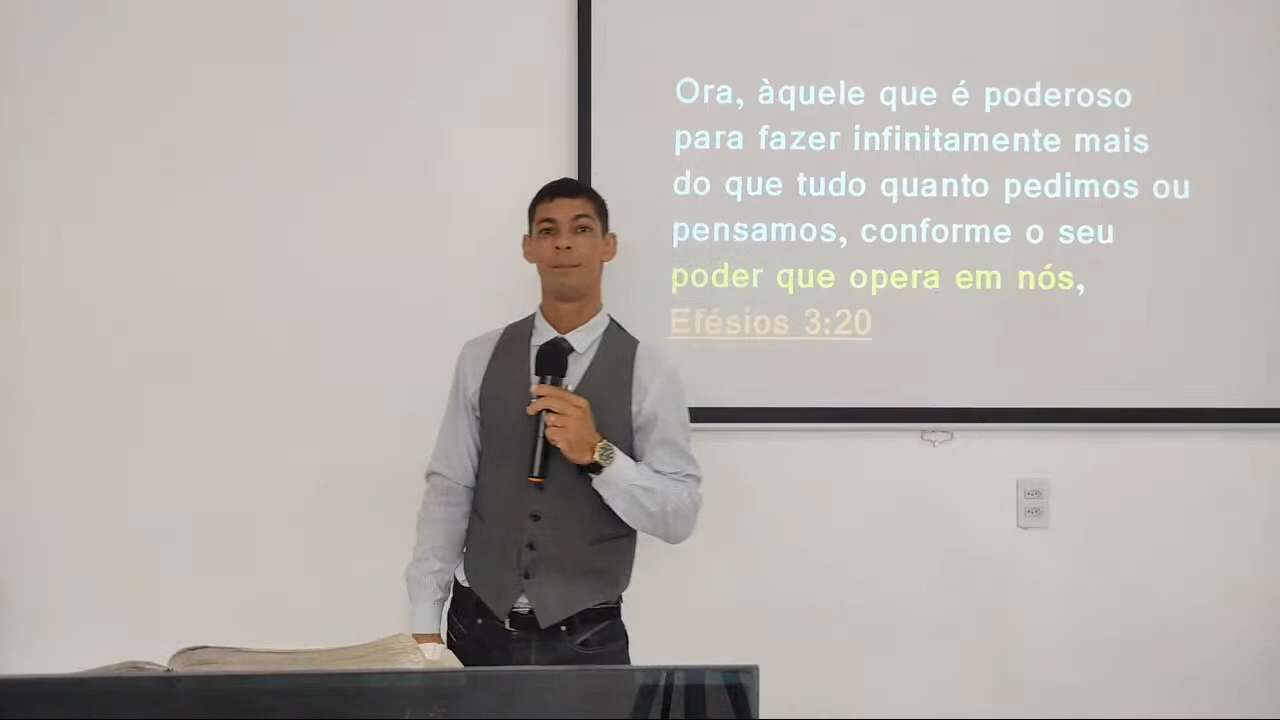 Ora, àquele que é poderoso
para fazer infinitamente mais
do que tudo quanto pedimos ou
pensamos, conforme o seu
poder que opera em nós,
Efésios 3:20